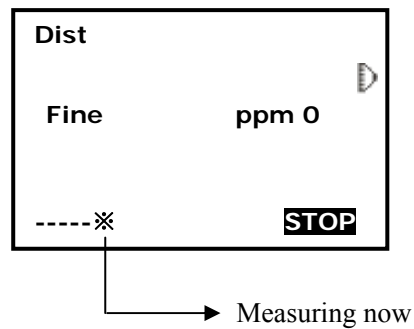 Dist
Fine ppm 0
-----※ STOP
Measuring now